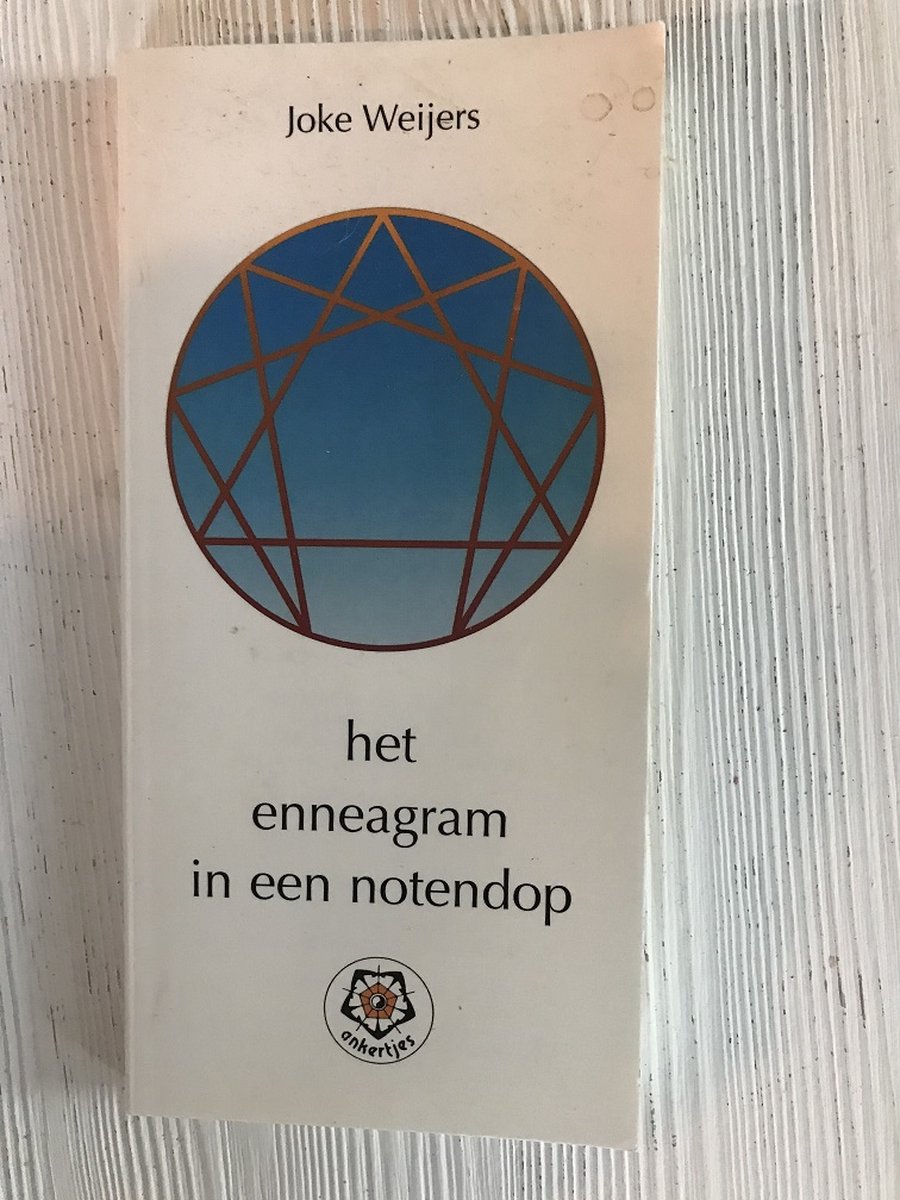 Joke Weijers
het
enneagram
in een notendop
ankertjes